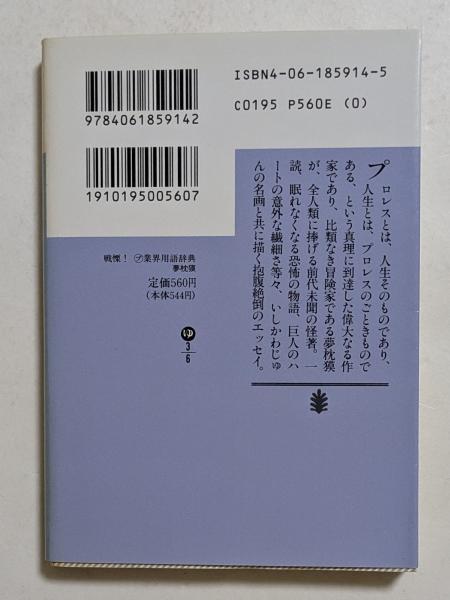 ISBN4-06-185914-5
C0195 P560E (0)
9784061859142
1910195005607
プロレスとは、人生そのものであり、
人生とは、プロレスのごときもので
ある、という真理に到達した偉大なる作
家であり、比類なき冒険家である夢枕獏
が、全人類に捧げる前代未聞の怪著。一
読、眠れなくなる恐怖の物語、巨人のハ
ートの意外な繊細さ等々、いしかわじゅ
んの名画と共に描く抱腹絶倒のエッセイ。
戦慄!㋫業界用語辞典
夢枕獏
定価560円
(本体544円)
ゆ
3
6